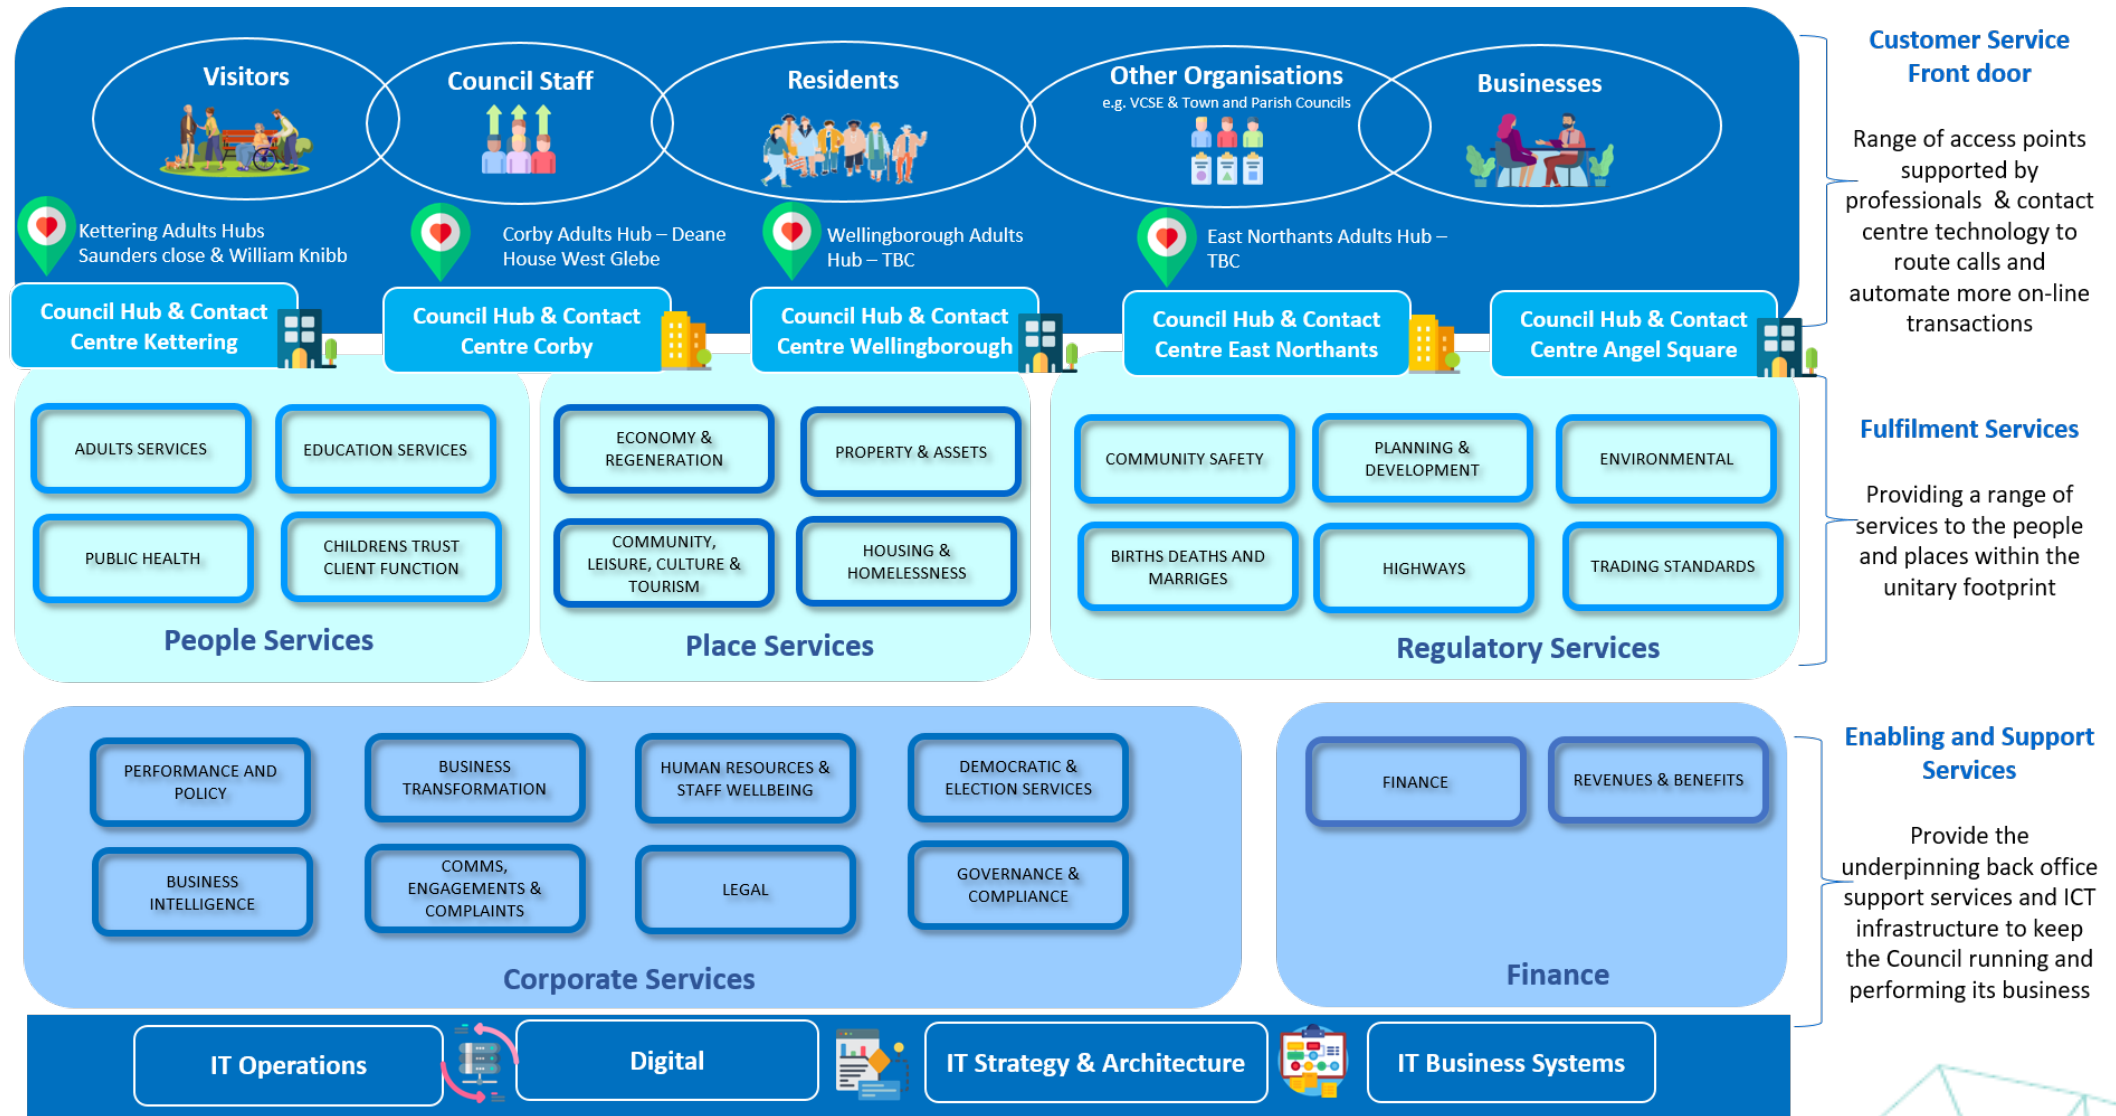 Visitors
Council Staff
Residents
Other Organisations
e.g. VCSE & Town and Parish Councils
Businesses
Kettering Adults Hubs
Saunders close & William Knibb
Corby Adults Hub – Deane
House West Glebe
Wellingborough Adults
Hub – TBC
East Northants Adults Hub –
TBC
Council Hub & Contact
Centre Kettering
Council Hub & Contact
Centre Corby
Council Hub & Contact
Centre Wellingborough
Council Hub & Contact
Centre East Northants
Council Hub & Contact
Centre Angel Square
Customer Service
Front door
Range of access points
supported by
professionals & contact
centre technology to
route calls and
automate more on-line
transactions
ADULTS SERVICES
EDUCATION SERVICES
PUBLIC HEALTH
CHILDRENS TRUST
CLIENT FUNCTION
People Services
ECONOMY &
REGENERATION
PROPERTY & ASSETS
COMMUNITY,
LEISURE, CULTURE &
TOURISM
HOUSING &
HOMELESSNESS
Place Services
COMMUNITY SAFETY
PLANNING &
DEVELOPMENT
ENVIRONMENTAL
BIRTHS DEATHS AND
MARRIGES
HIGHWAYS
TRADING STANDARDS
Regulatory Services
Fulfilment Services
Providing a range of
services to the people
and places within the
unitary footprint
PERFORMANCE AND
POLICY
BUSINESS
TRANSFORMATION
HUMAN RESOURCES &
STAFF WELLBEING
DEMOCRATIC &
ELECTION SERVICES
BUSINESS
INTELLIGENCE
COMMS,
ENGAGEMENTS &
COMPLAINTS
LEGAL
GOVERNANCE &
COMPLIANCE
Corporate Services
FINANCE
REVENUES & BENEFITS
Finance
Enabling and Support
Services
Provide the
underpinning back office
support services and ICT
infrastructure to keep
the Council running and
performing its business
IT Operations
Digital
IT Strategy & Architecture
IT Business Systems